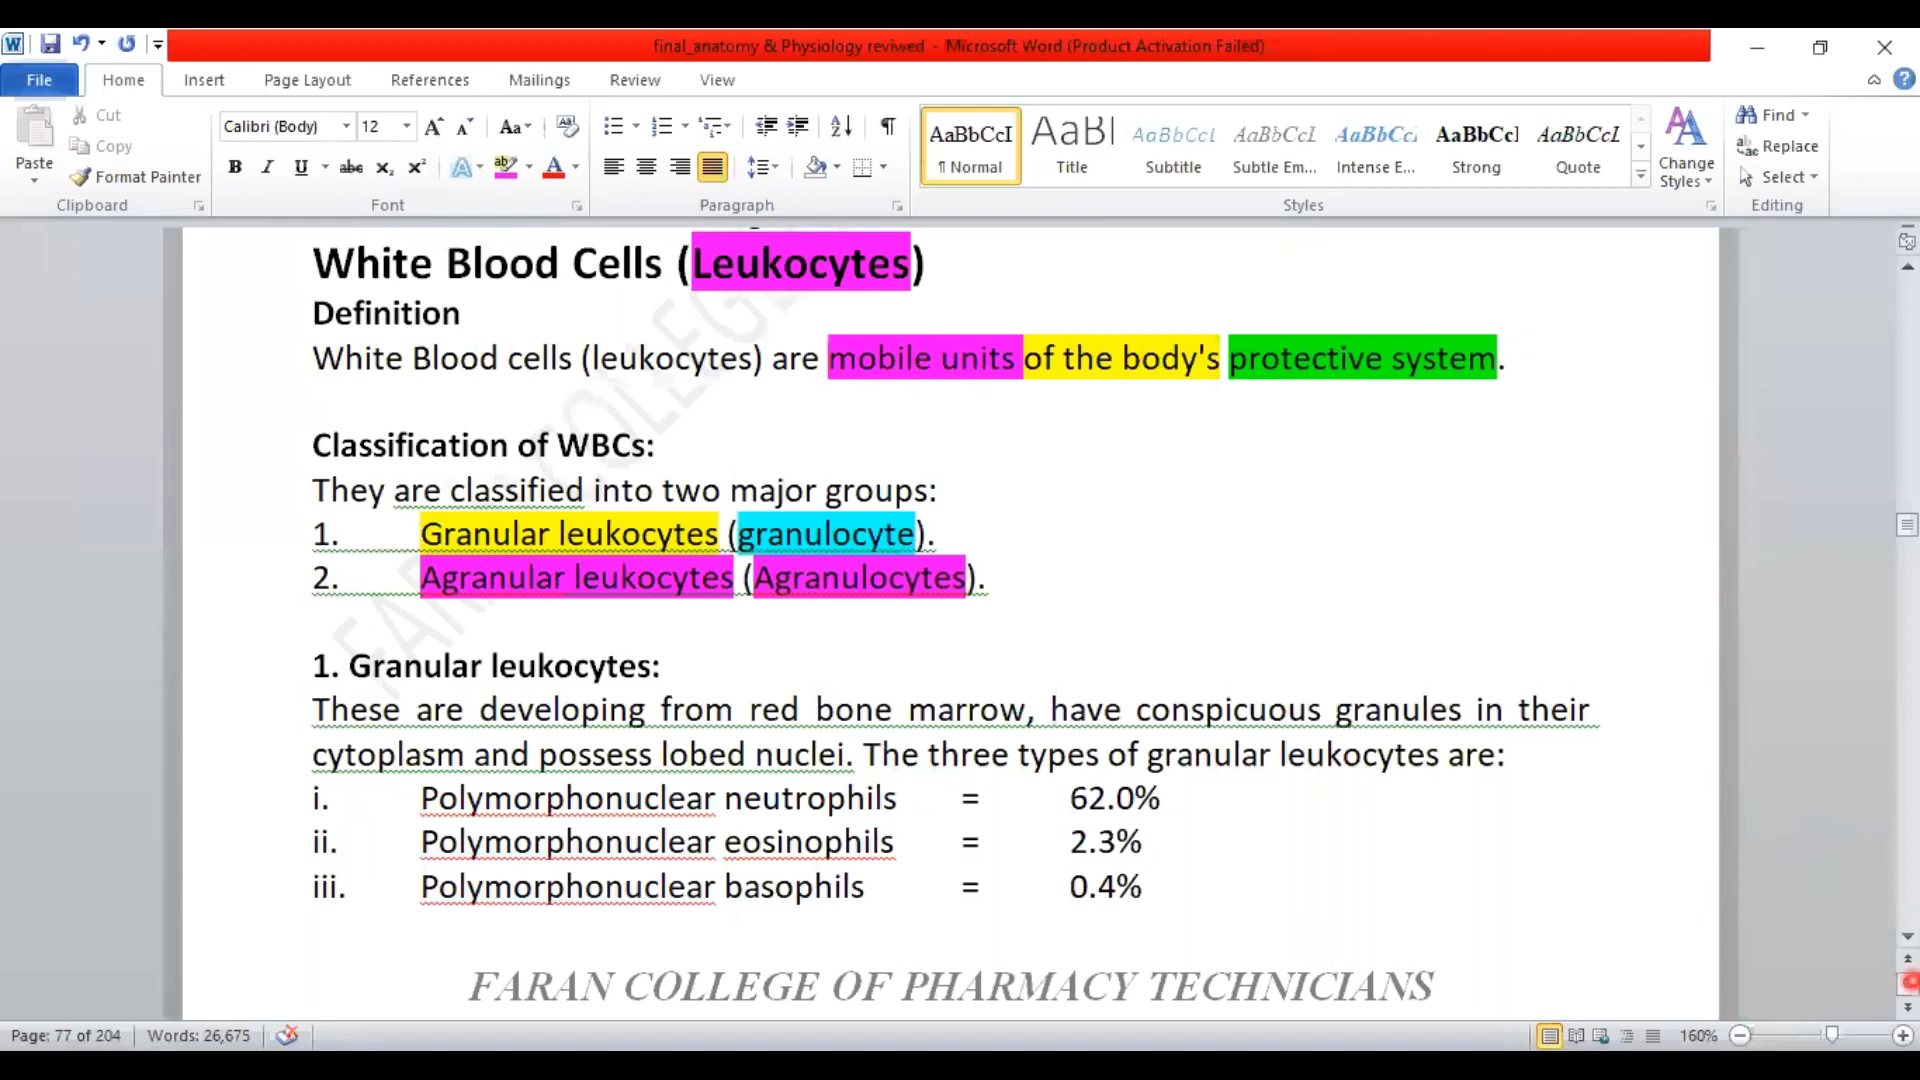 final_anatomy & Physiology reviwed - Microsoft Word (Product Activation Failed)
File Home Insert Page Layout References Mailings Review View
Cut
Copy
Paste
Format Painter
Clipboard
Calibri (Body) 12
Font
Paragraph
AaBbCcI AaBl AaBbCcL AaBbCcL AaBbCc. AaBbCcI AaBbCcL
¶ Normal Title Subtitle Subtle Em... Intense E... Strong Quote
Change Styles
Styles
Find
Replace
Select
Editing
White Blood Cells (Leukocytes)
Definition
White Blood cells (leukocytes) are mobile units of the body's protective system.
Classification of WBCs:
They are classified into two major groups:
1. Granular leukocytes (granulocyte).
2. Agranular leukocytes (Agranulocytes).
1. Granular leukocytes:
These are developing from red bone marrow, have conspicuous granules in their
cytoplasm and possess lobed nuclei. The three types of granular leukocytes are:
i. Polymorphonuclear neutrophils = 62.0%
ii. Polymorphonuclear eosinophils = 2.3%
iii. Polymorphonuclear basophils = 0.4%
FARAN COLLEGE OF PHARMACY TECHNICIANS
Page: 77 of 204 Words: 26,675 160%